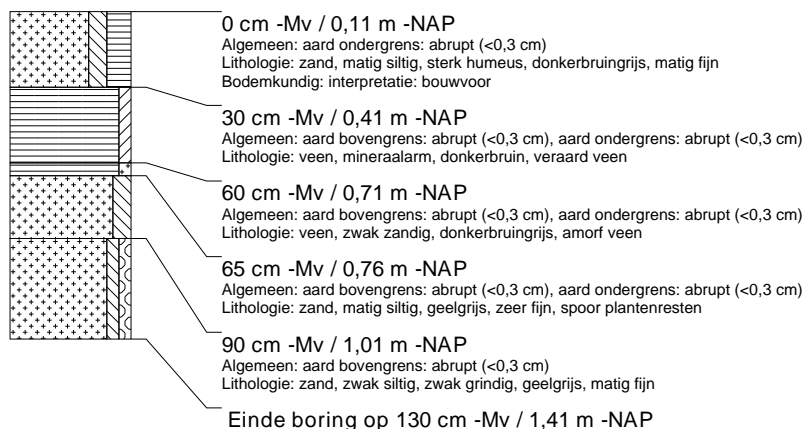 0 cm -Mv / 0,11 m -NAP
Algemeen: aard ondergrens: abrupt (<0,3 cm)
Lithologie: zand, matig siltig, sterk humeus, donkerbruingrijs, matig fijn
Bodemkundig: interpretatie: bouwvoor
30 cm -Mv / 0,41 m -NAP
Algemeen: aard bovengrens: abrupt (<0,3 cm), aard ondergrens: abrupt (<0,3 cm)
Lithologie: veen, mineraalarm, donkerbruin, veraard veen
60 cm -Mv / 0,71 m -NAP
Algemeen: aard bovengrens: abrupt (<0,3 cm), aard ondergrens: abrupt (<0,3 cm)
Lithologie: veen, zwak zandig, donkerbruingrijs, amorf veen
65 cm -Mv / 0,76 m -NAP
Algemeen: aard bovengrens: abrupt (<0,3 cm), aard ondergrens: abrupt (<0,3 cm)
Lithologie: zand, matig siltig, geelgrijs, zeer fijn, spoor plantenresten
90 cm -Mv / 1,01 m -NAP
Algemeen: aard bovengrens: abrupt (<0,3 cm)
Lithologie: zand, zwak siltig, zwak grindig, geelgrijs, matig fijn
Einde boring op 130 cm -Mv / 1,41 m -NAP